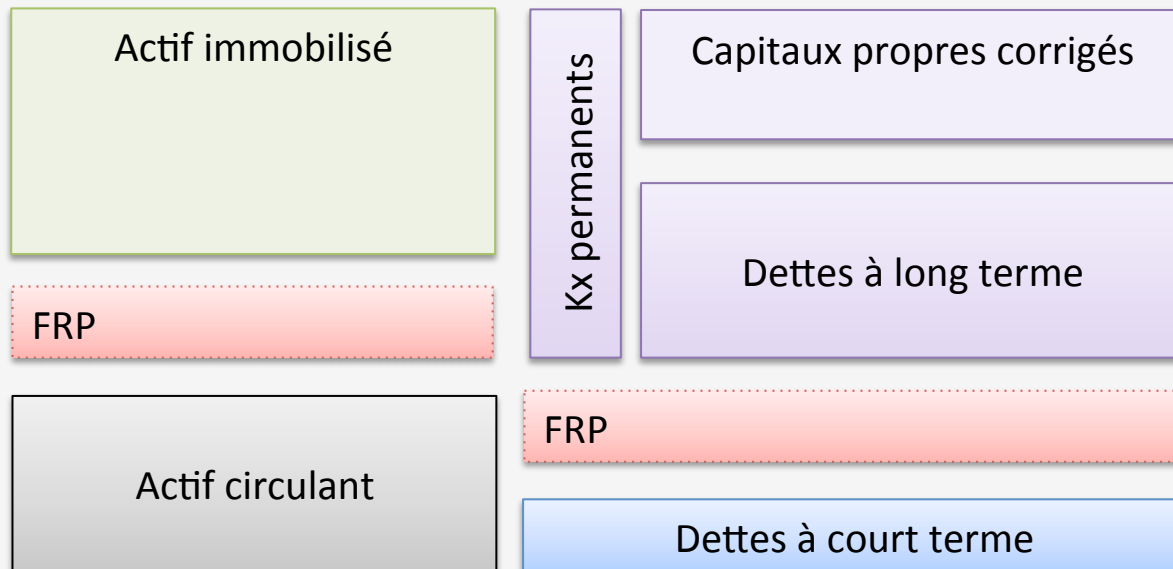 Actif immobilisé
Kx permanents
Capitaux propres corrigés
Dettes à long terme
FRP
FRP
Actif circulant
Dettes à court terme